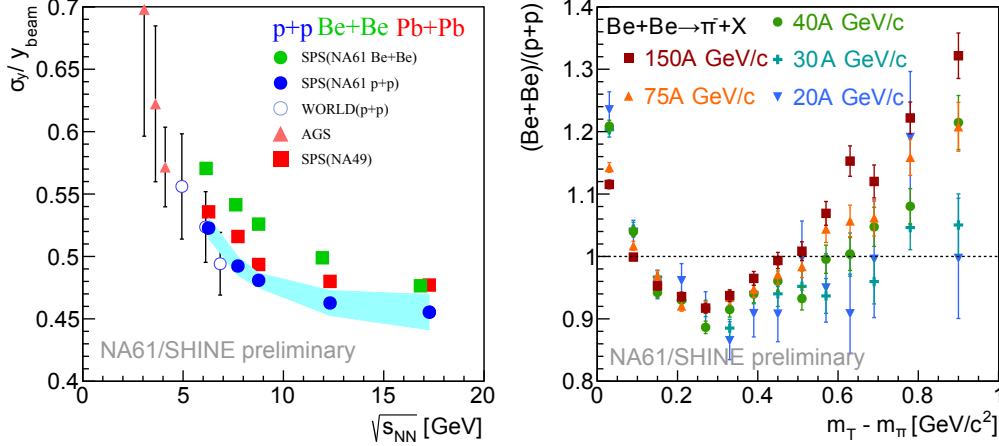 σy/ ybeam
0.7
0.65
0.6
0.55
0.5
0.45
0.4
0
5
10
15
20
√sNN [GeV]
p+p Be+Be Pb+Pb
SPS(NA61 Be+Be)
SPS(NA61 p+p)
WORLD(p+p)
AGS
SPS(NA49)
NA61/SHINE preliminary
(Be+Be)/(p+p)
1.4
1.3
1.2
1.1
1
0.9
0.8
0
0.2
0.4
0.6
0.8
1
mT - mπ [GeV/c²]
Be+Be→π⁻+X
150A GeV/c
75A GeV/c
40A GeV/c
30A GeV/c
20A GeV/c
NA61/SHINE preliminary